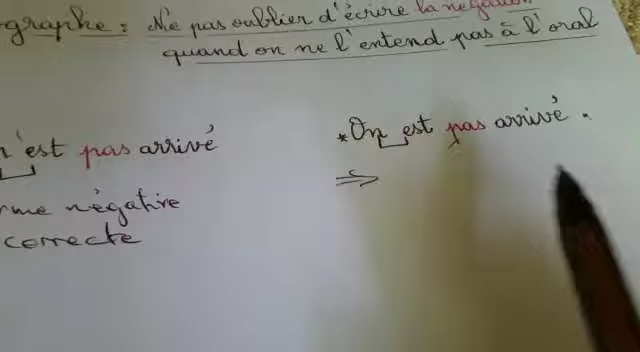 ographe : Ne pas oublier d'écrire la négation
quand on ne l'entend pas à l'oral
n'est pas arrivé
*On est pas arrivé.
rme négative
correcte
⇒